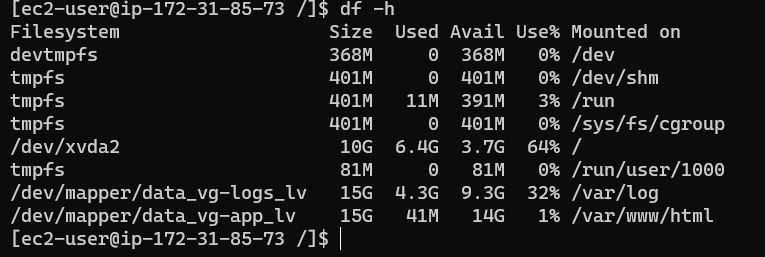 [ec2-user@ip-172-31-85-73 /]$ df -h
Filesystem                    Size  Used Avail Use% Mounted on
devtmpfs                      368M     0  368M   0% /dev
tmpfs                         401M     0  401M   0% /dev/shm
tmpfs                         401M   11M  391M   3% /run
tmpfs                         401M     0  401M   0% /sys/fs/cgroup
/dev/xvda2                     10G  6.4G  3.7G  64% /
tmpfs                          81M     0   81M   0% /run/user/1000
/dev/mapper/data_vg-logs_lv    15G  4.3G  9.3G  32% /var/log
/dev/mapper/data_vg-app_lv     15G   41M   14G   1% /var/www/html
[ec2-user@ip-172-31-85-73 /]$